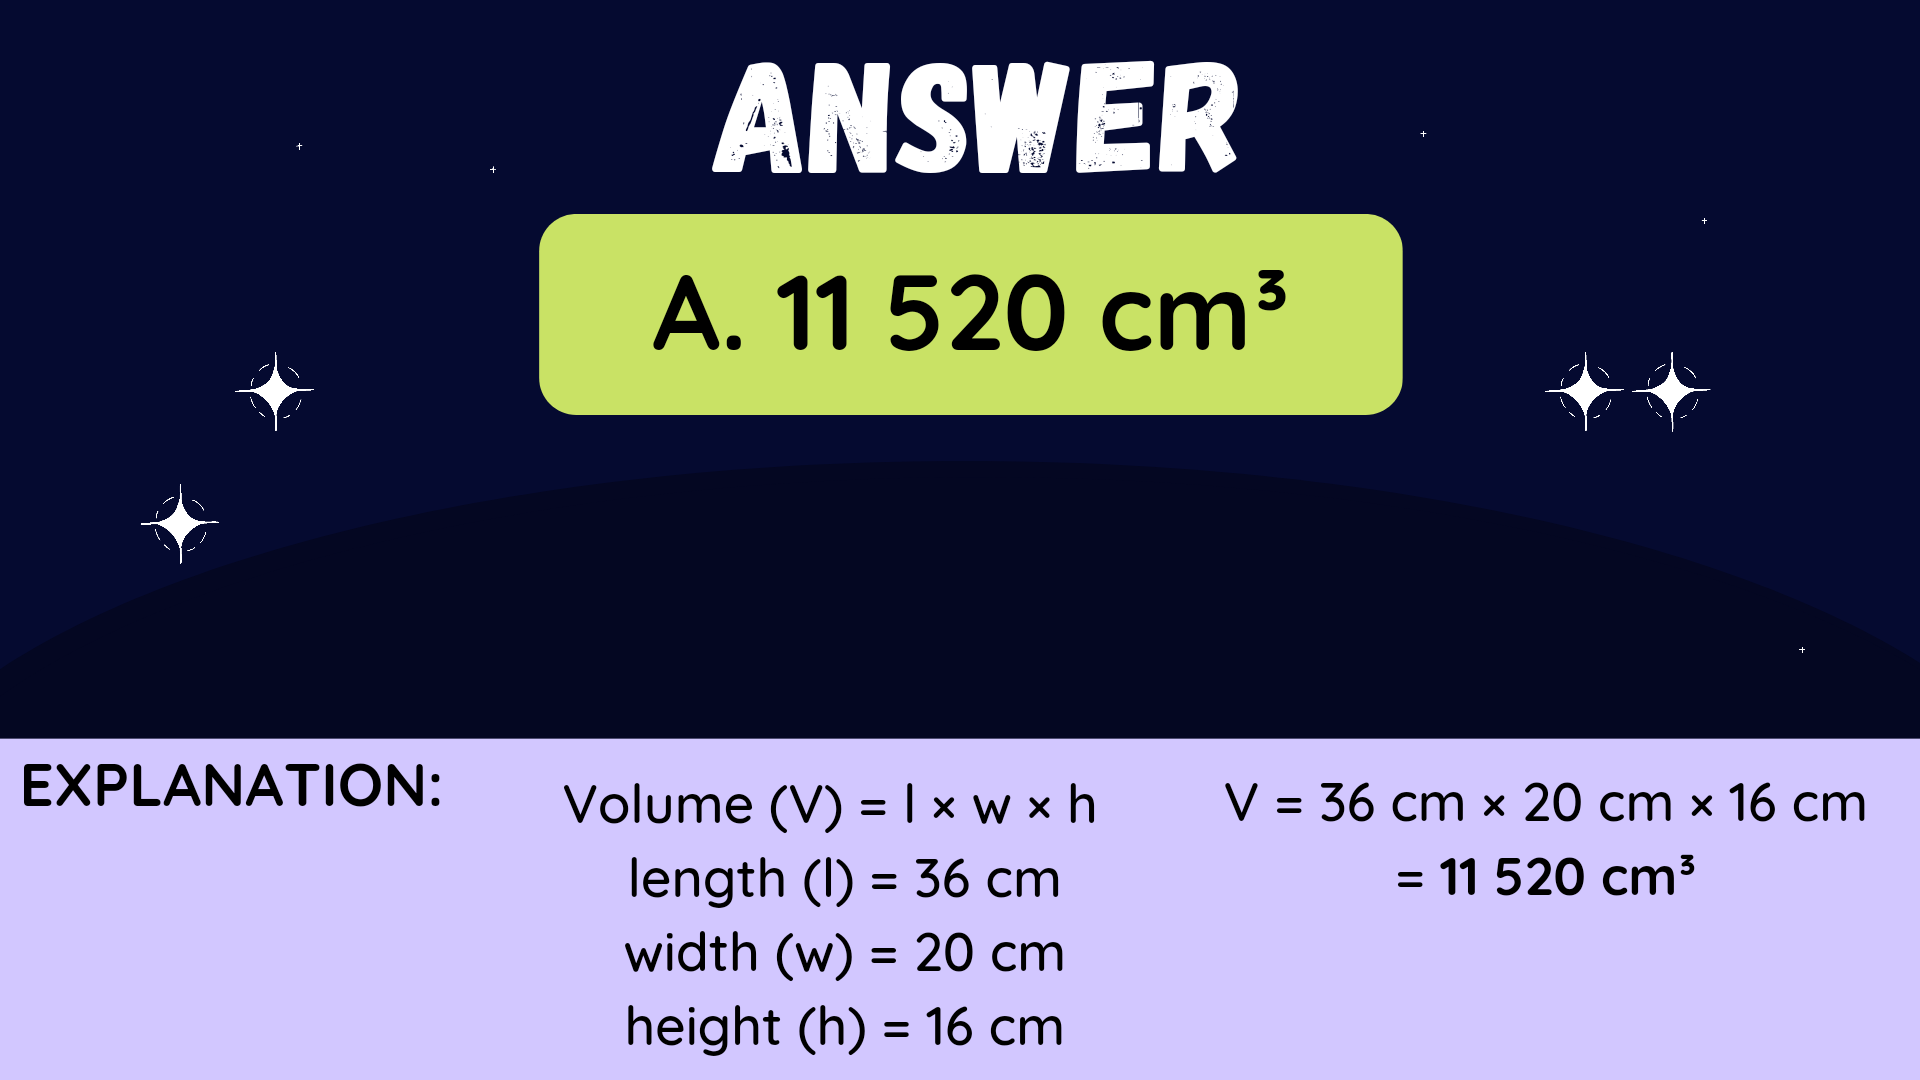 ANSWER
A. 11 520 cm³
EXPLANATION:
Volume (V) = l × w × h
length (l) = 36 cm
width (w) = 20 cm
height (h) = 16 cm
V = 36 cm × 20 cm × 16 cm
= 11 520 cm³